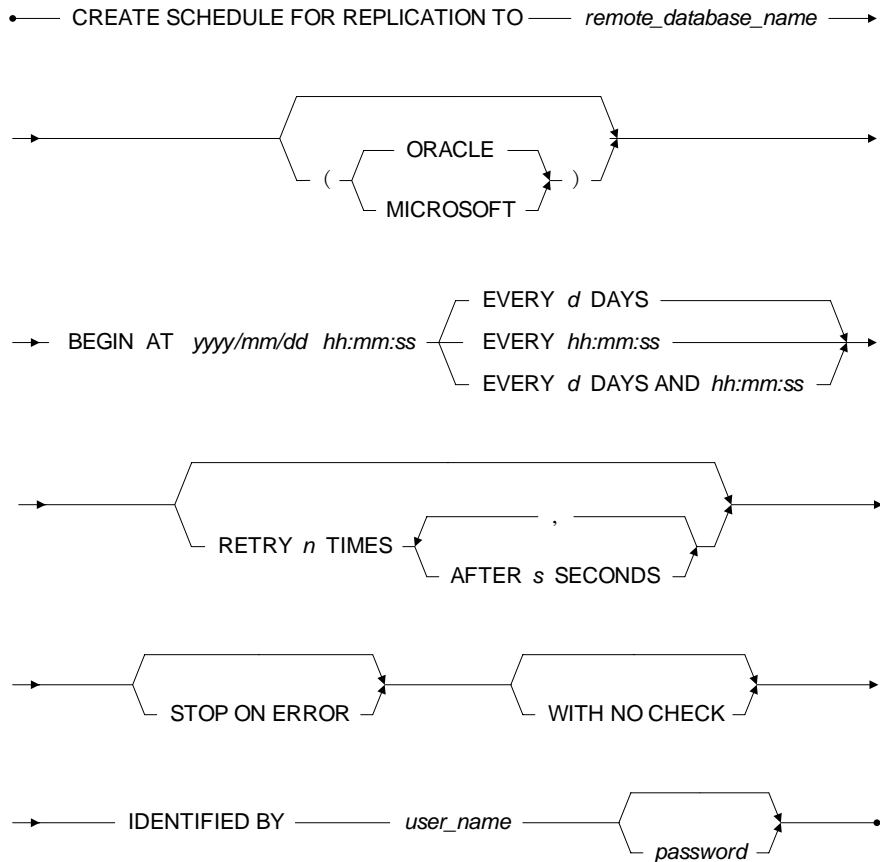 CREATE SCHEDULE FOR REPLICATION TO remote_database_name
( ORACLE )
MICROSOFT
BEGIN AT yyyy/mm/dd hh:mm:ss
EVERY d DAYS
EVERY hh:mm:ss
EVERY d DAYS AND hh:mm:ss
,
RETRY n TIMES
AFTER s SECONDS
STOP ON ERROR
WITH NO CHECK
IDENTIFIED BY user_name
password